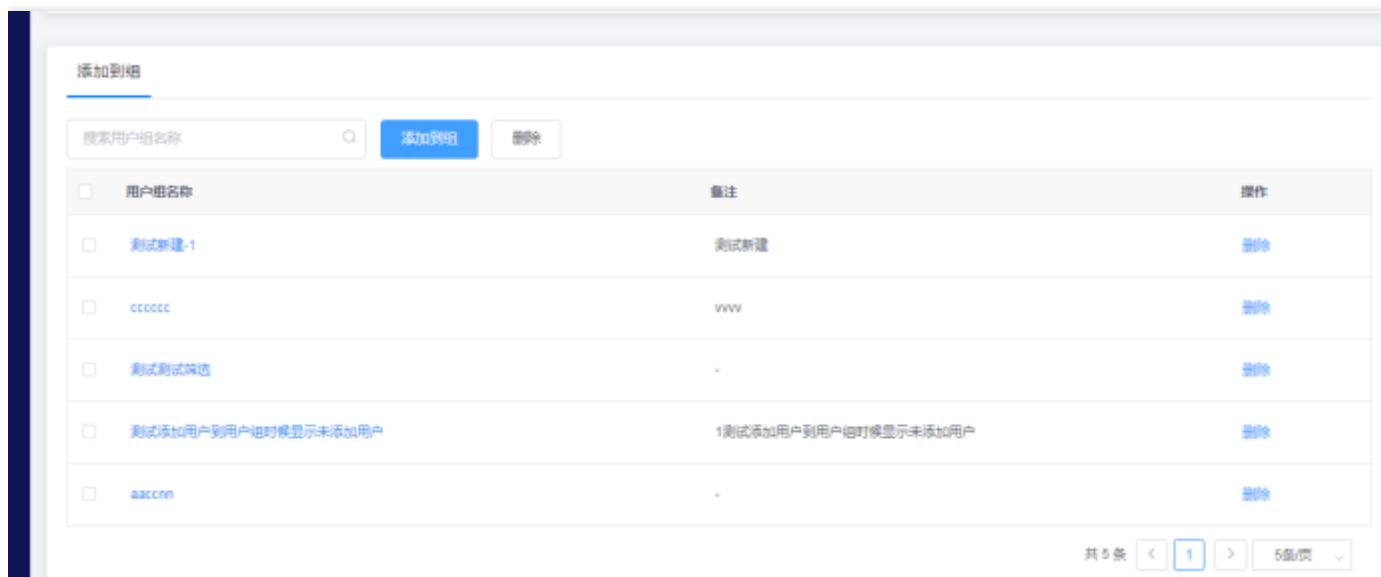 添加到组
搜索用户组名称 添加到组 删除
用户组名称 备注 操作
测试新建-1 测试新建 删除
cccccc vvvv 删除
测试测试筛选 - 删除
测试添加用户到用户组时候显示未添加用户 1测试添加用户到用户组时候显示未添加用户 删除
aaccnn - 删除
共 5 条 1 5条/页